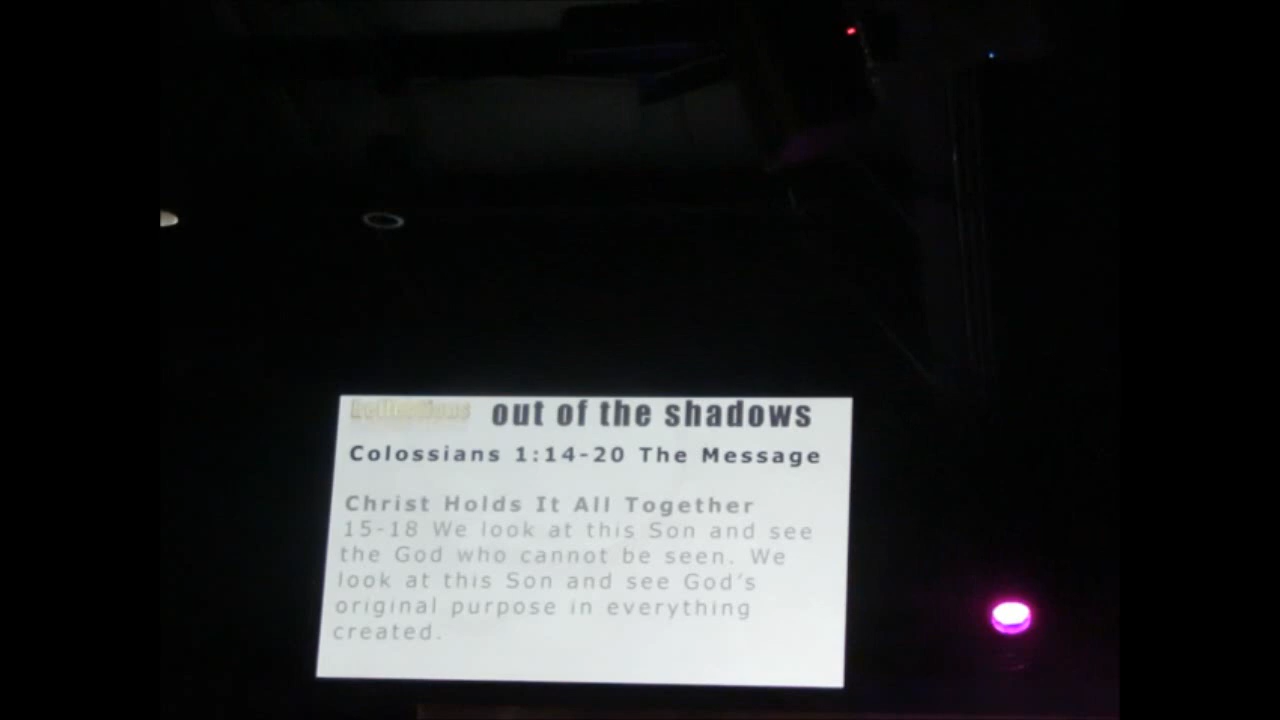 Reflections out of the shadows
Colossians 1:14-20 The Message
Christ Holds It All Together
15-18 We look at this Son and see
the God who cannot be seen. We
look at this Son and see God's
original purpose in everything
created.